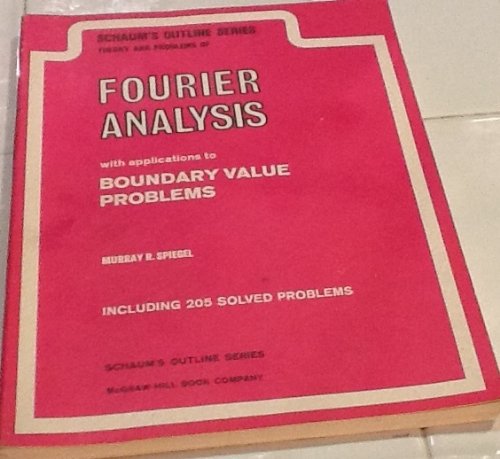 SCHAUM'S OUTLINE SERIES
THEORY AND PROBLEMS OF
FOURIER
ANALYSIS
with applications to
BOUNDARY VALUE
PROBLEMS
MURRAY R. SPIEGEL
INCLUDING 205 SOLVED PROBLEMS
SCHAUM'S OUTLINE SERIES
McGRAW-HILL BOOK COMPANY